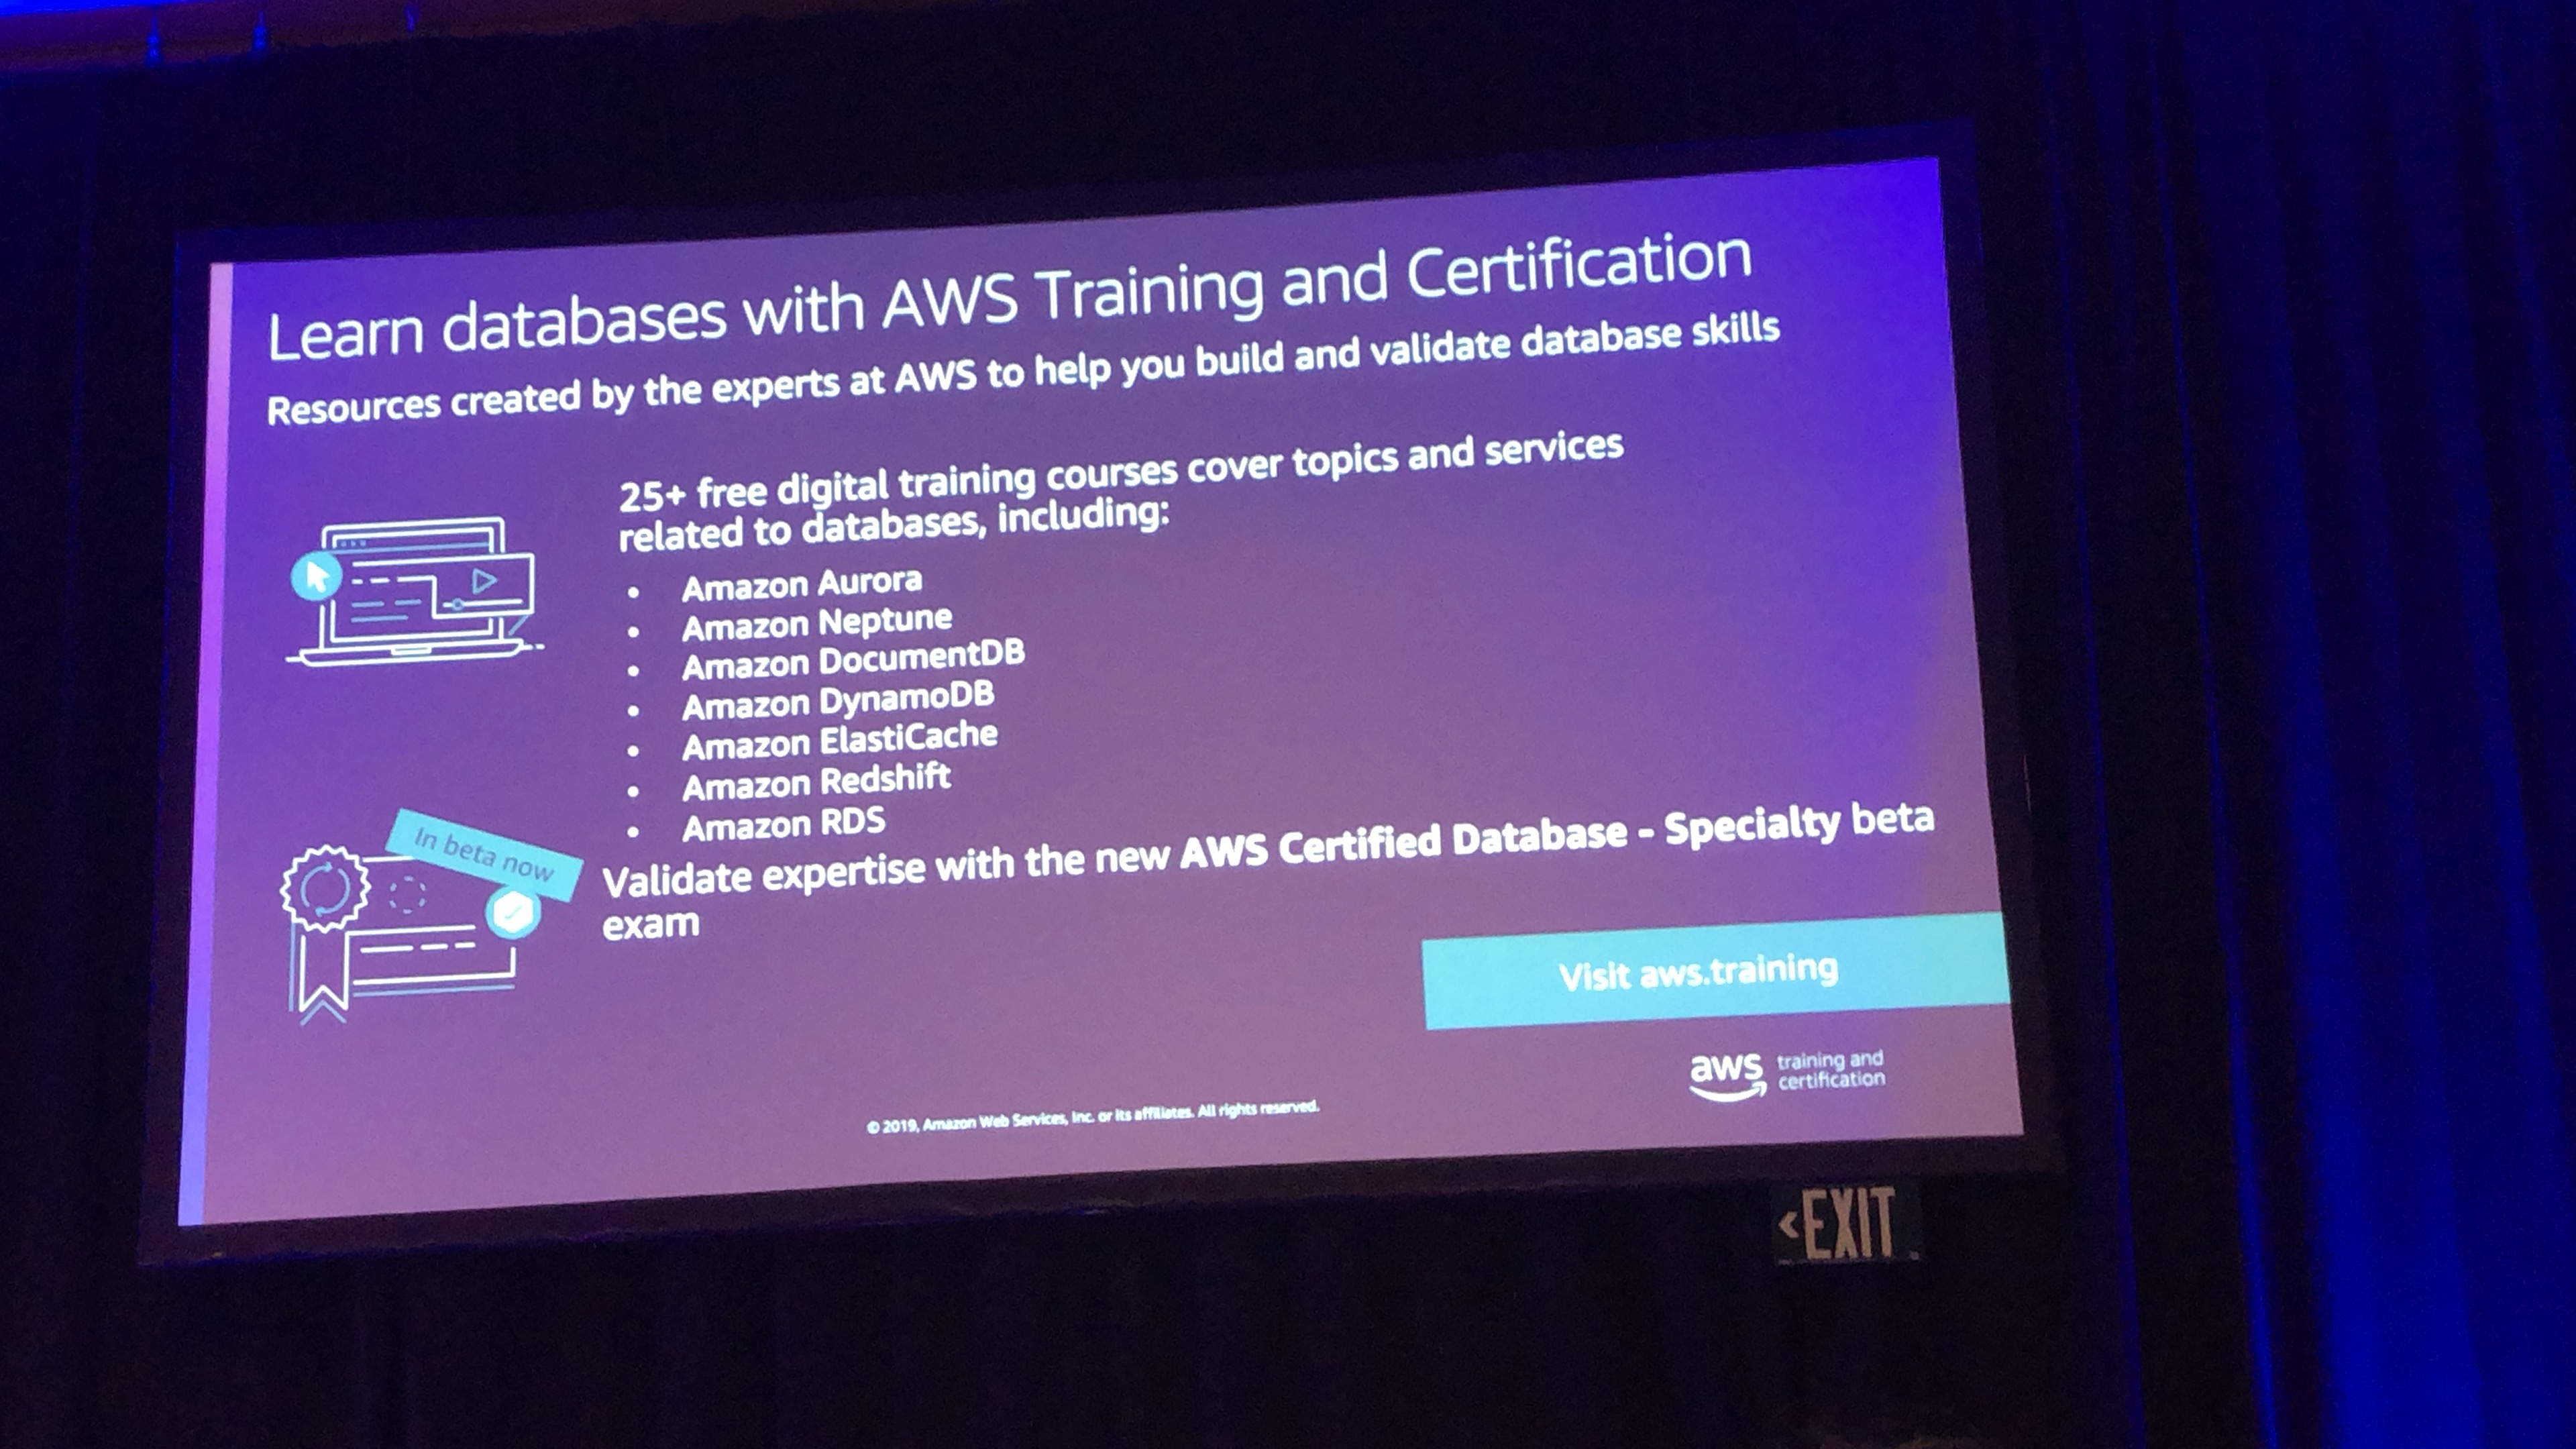 Learn databases with AWS Training and Certification
Resources created by the experts at AWS to help you build and validate database skills
25+ free digital training courses cover topics and services
related to databases, including:
• Amazon Aurora
• Amazon Neptune
• Amazon DocumentDB
• Amazon DynamoDB
• Amazon ElastiCache
• Amazon Redshift
• Amazon RDS
In beta now
Validate expertise with the new AWS Certified Database - Specialty beta
exam
Visit aws.training
aws training and
certification
© 2019, Amazon Web Services, Inc. or its affiliates. All rights reserved.
<EXIT